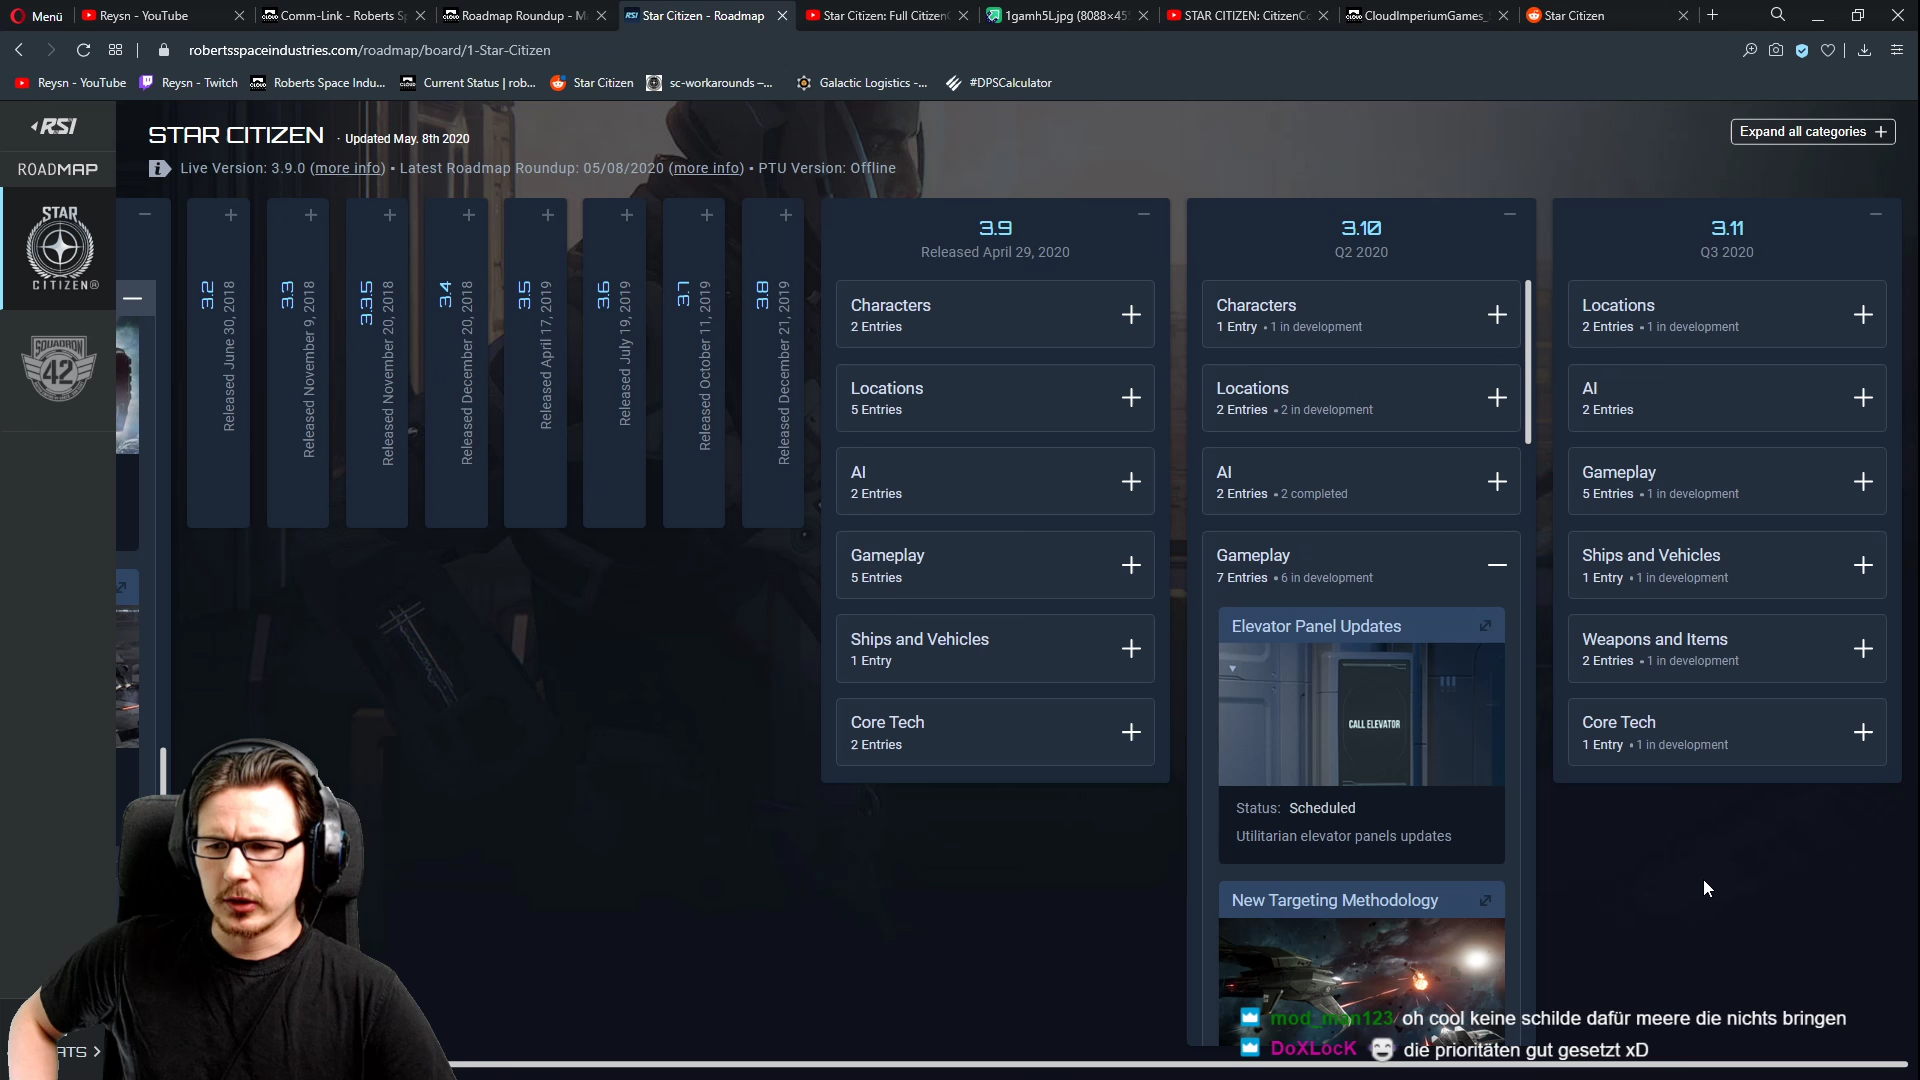 Menü
Reysn - YouTube
Comm-Link - Roberts S
Roadmap Roundup - M
Star Citizen - Roadmap
Star Citizen: Full Citizen
1gamh5L.jpg (8088×45
STAR CITIZEN: CitizenCo
CloudImperiumGames_
Star Citizen
robertsspaceindustries.com/roadmap/board/1-Star-Citizen
Reysn - YouTube
Reysn - Twitch
Roberts Space Indu...
Current Status | rob...
Star Citizen
sc-workarounds –...
Galactic Logistics -...
#DPSCalculator
RSI
ROADMAP
STAR
CITIZEN®
SQUADRON
42
STAR CITIZEN · Updated May. 8th 2020
Live Version: 3.9.0 (more info) • Latest Roadmap Roundup: 05/08/2020 (more info) • PTU Version: Offline
Expand all categories +
3.2
Released June 30, 2018
3.3
Released November 9, 2018
3.3.5
Released November 20, 2018
3.4
Released December 20, 2018
3.5
Released April 17, 2019
3.6
Released July 19, 2019
3.7
Released October 11, 2019
3.8
Released December 21, 2019
3.9
Released April 29, 2020
Characters
2 Entries
Locations
5 Entries
AI
2 Entries
Gameplay
5 Entries
Ships and Vehicles
1 Entry
Core Tech
2 Entries
3.10
Q2 2020
Characters
1 Entry • 1 in development
Locations
2 Entries • 2 in development
AI
2 Entries • 2 completed
Gameplay
7 Entries • 6 in development
Elevator Panel Updates
CALL ELEVATOR
Status: Scheduled
Utilitarian elevator panels updates
New Targeting Methodology
3.11
Q3 2020
Locations
2 Entries • 1 in development
AI
2 Entries
Gameplay
5 Entries • 1 in development
Ships and Vehicles
1 Entry • 1 in development
Weapons and Items
2 Entries • 1 in development
Core Tech
1 Entry • 1 in development
mod_man123 oh cool keine schilde dafür meere die nichts bringen
DoXLocK die prioritäten gut gesetzt xD